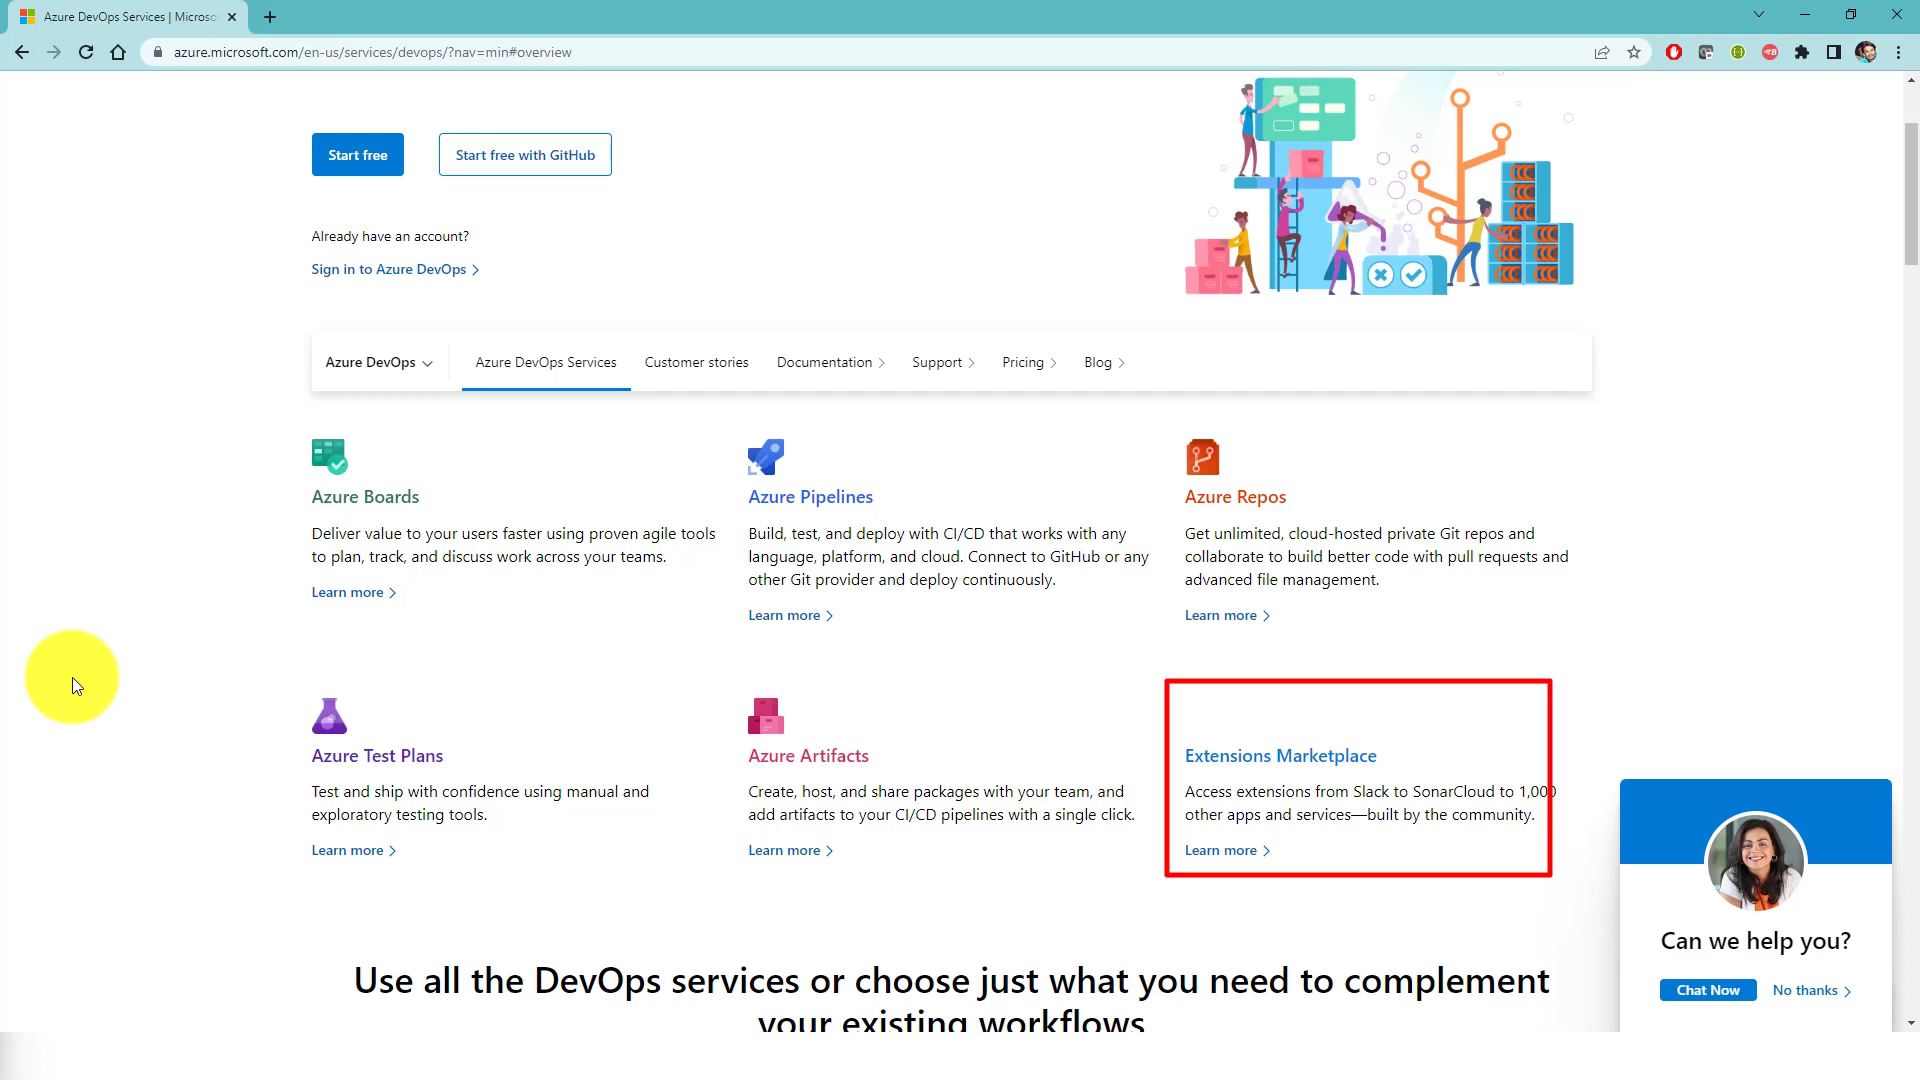 Azure DevOps Services | Microso
azure.microsoft.com/en-us/services/devops/?nav=min#overview
Start free
Start free with GitHub
Already have an account?
Sign in to Azure DevOps
Azure DevOps
Azure DevOps Services
Customer stories
Documentation
Support
Pricing
Blog
Azure Boards
Deliver value to your users faster using proven agile tools
to plan, track, and discuss work across your teams.
Learn more
Azure Pipelines
Build, test, and deploy with CI/CD that works with any
language, platform, and cloud. Connect to GitHub or any
other Git provider and deploy continuously.
Learn more
Azure Repos
Get unlimited, cloud-hosted private Git repos and
collaborate to build better code with pull requests and
advanced file management.
Learn more
Azure Test Plans
Test and ship with confidence using manual and
exploratory testing tools.
Learn more
Azure Artifacts
Create, host, and share packages with your team, and
add artifacts to your CI/CD pipelines with a single click.
Learn more
Extensions Marketplace
Access extensions from Slack to SonarCloud to 1,000
other apps and services—built by the community.
Learn more
Can we help you?
Chat Now
No thanks
Use all the DevOps services or choose just what you need to complement
your existing workflows